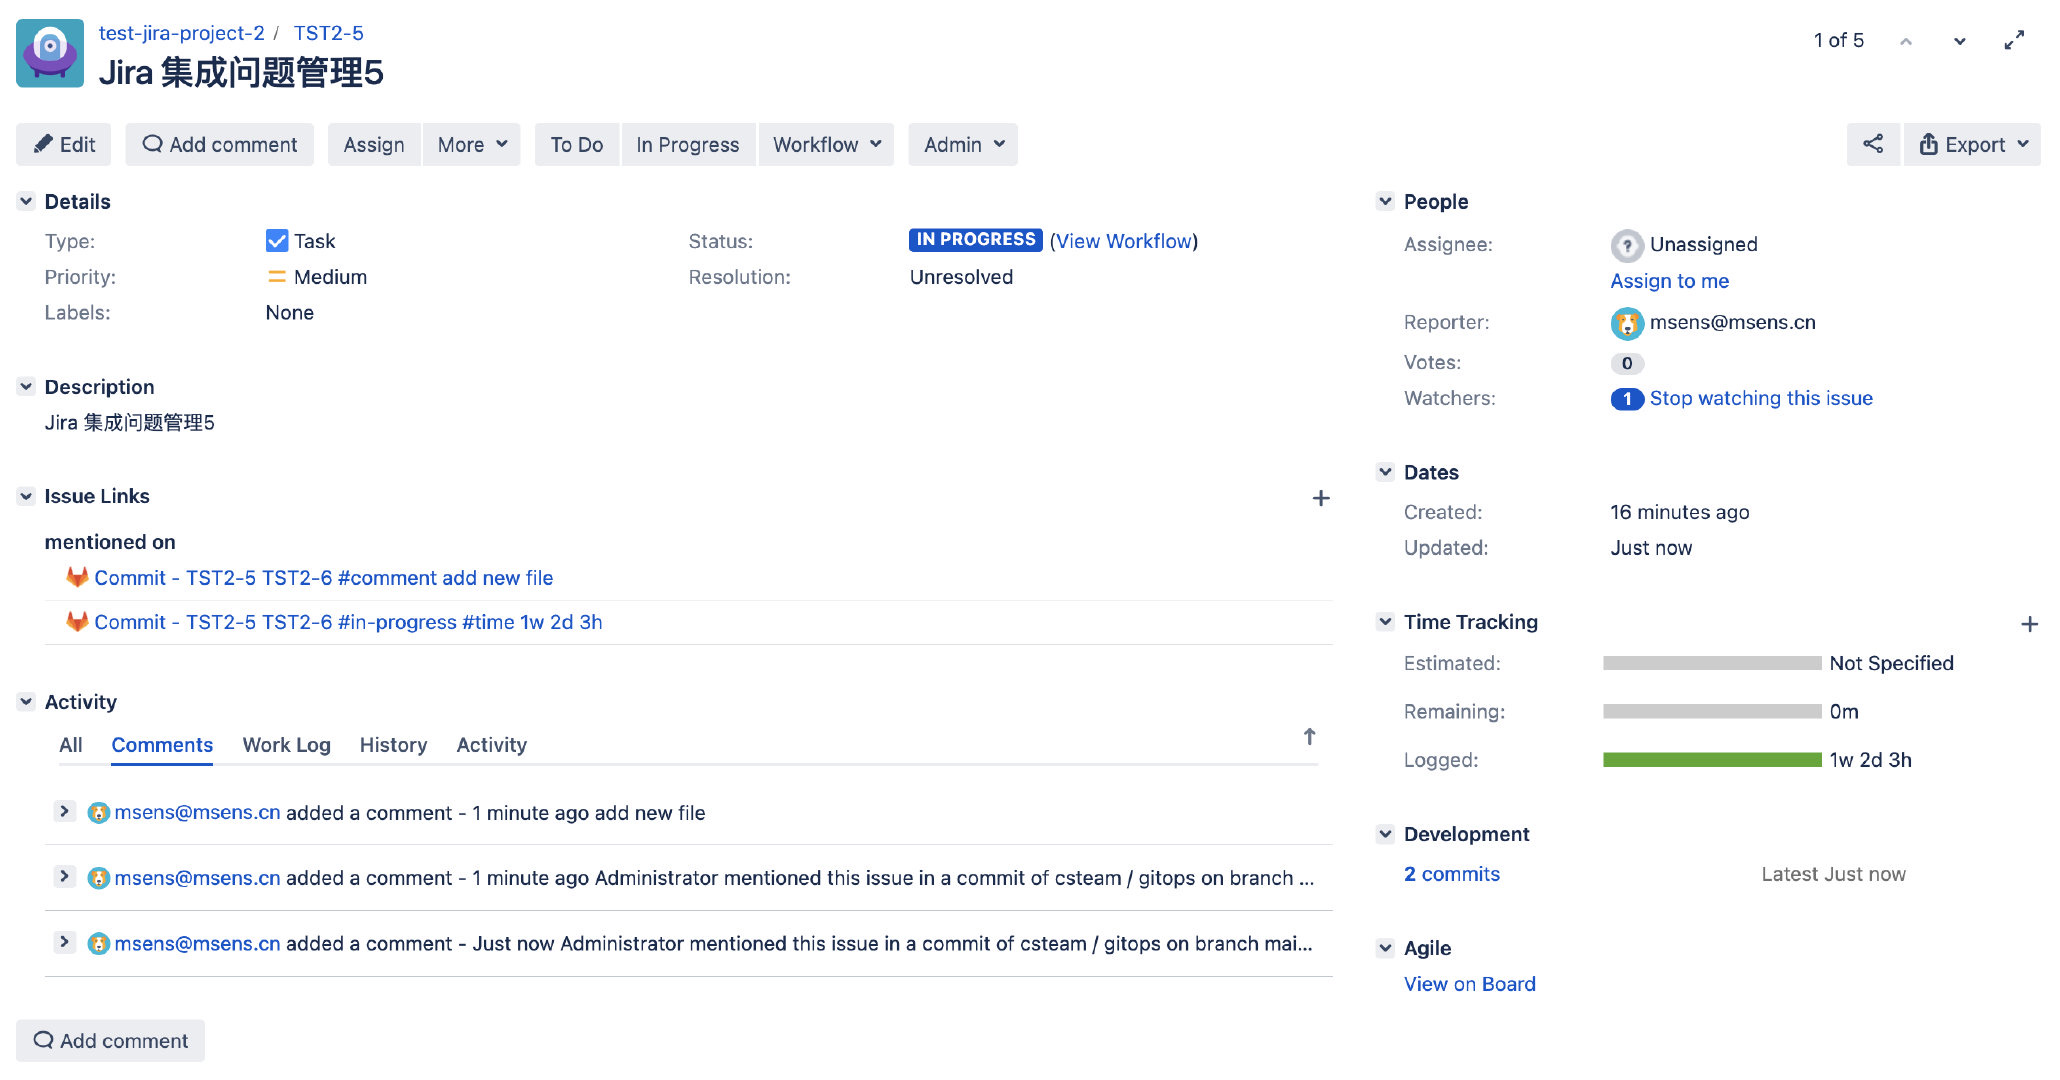 test-jira-project-2 / TST2-5
Jira 集成问题管理5
1 of 5
Edit Add comment Assign More To Do In Progress Workflow Admin Export
Details
Type: Task Status: IN PROGRESS (View Workflow)
Priority: Medium Resolution: Unresolved
Labels: None
Description
Jira 集成问题管理5
Issue Links
mentioned on
Commit - TST2-5 TST2-6 #comment add new file
Commit - TST2-5 TST2-6 #in-progress #time 1w 2d 3h
Activity
All Comments Work Log History Activity
msens@msens.cn added a comment - 1 minute ago add new file
msens@msens.cn added a comment - 1 minute ago Administrator mentioned this issue in a commit of csteam / gitops on branch ...
msens@msens.cn added a comment - Just now Administrator mentioned this issue in a commit of csteam / gitops on branch mai...
Add comment
People
Assignee: Unassigned
Assign to me
Reporter: msens@msens.cn
Votes: 0
Watchers: 1 Stop watching this issue
Dates
Created: 16 minutes ago
Updated: Just now
Time Tracking
Estimated: Not Specified
Remaining: 0m
Logged: 1w 2d 3h
Development
2 commits Latest Just now
Agile
View on Board